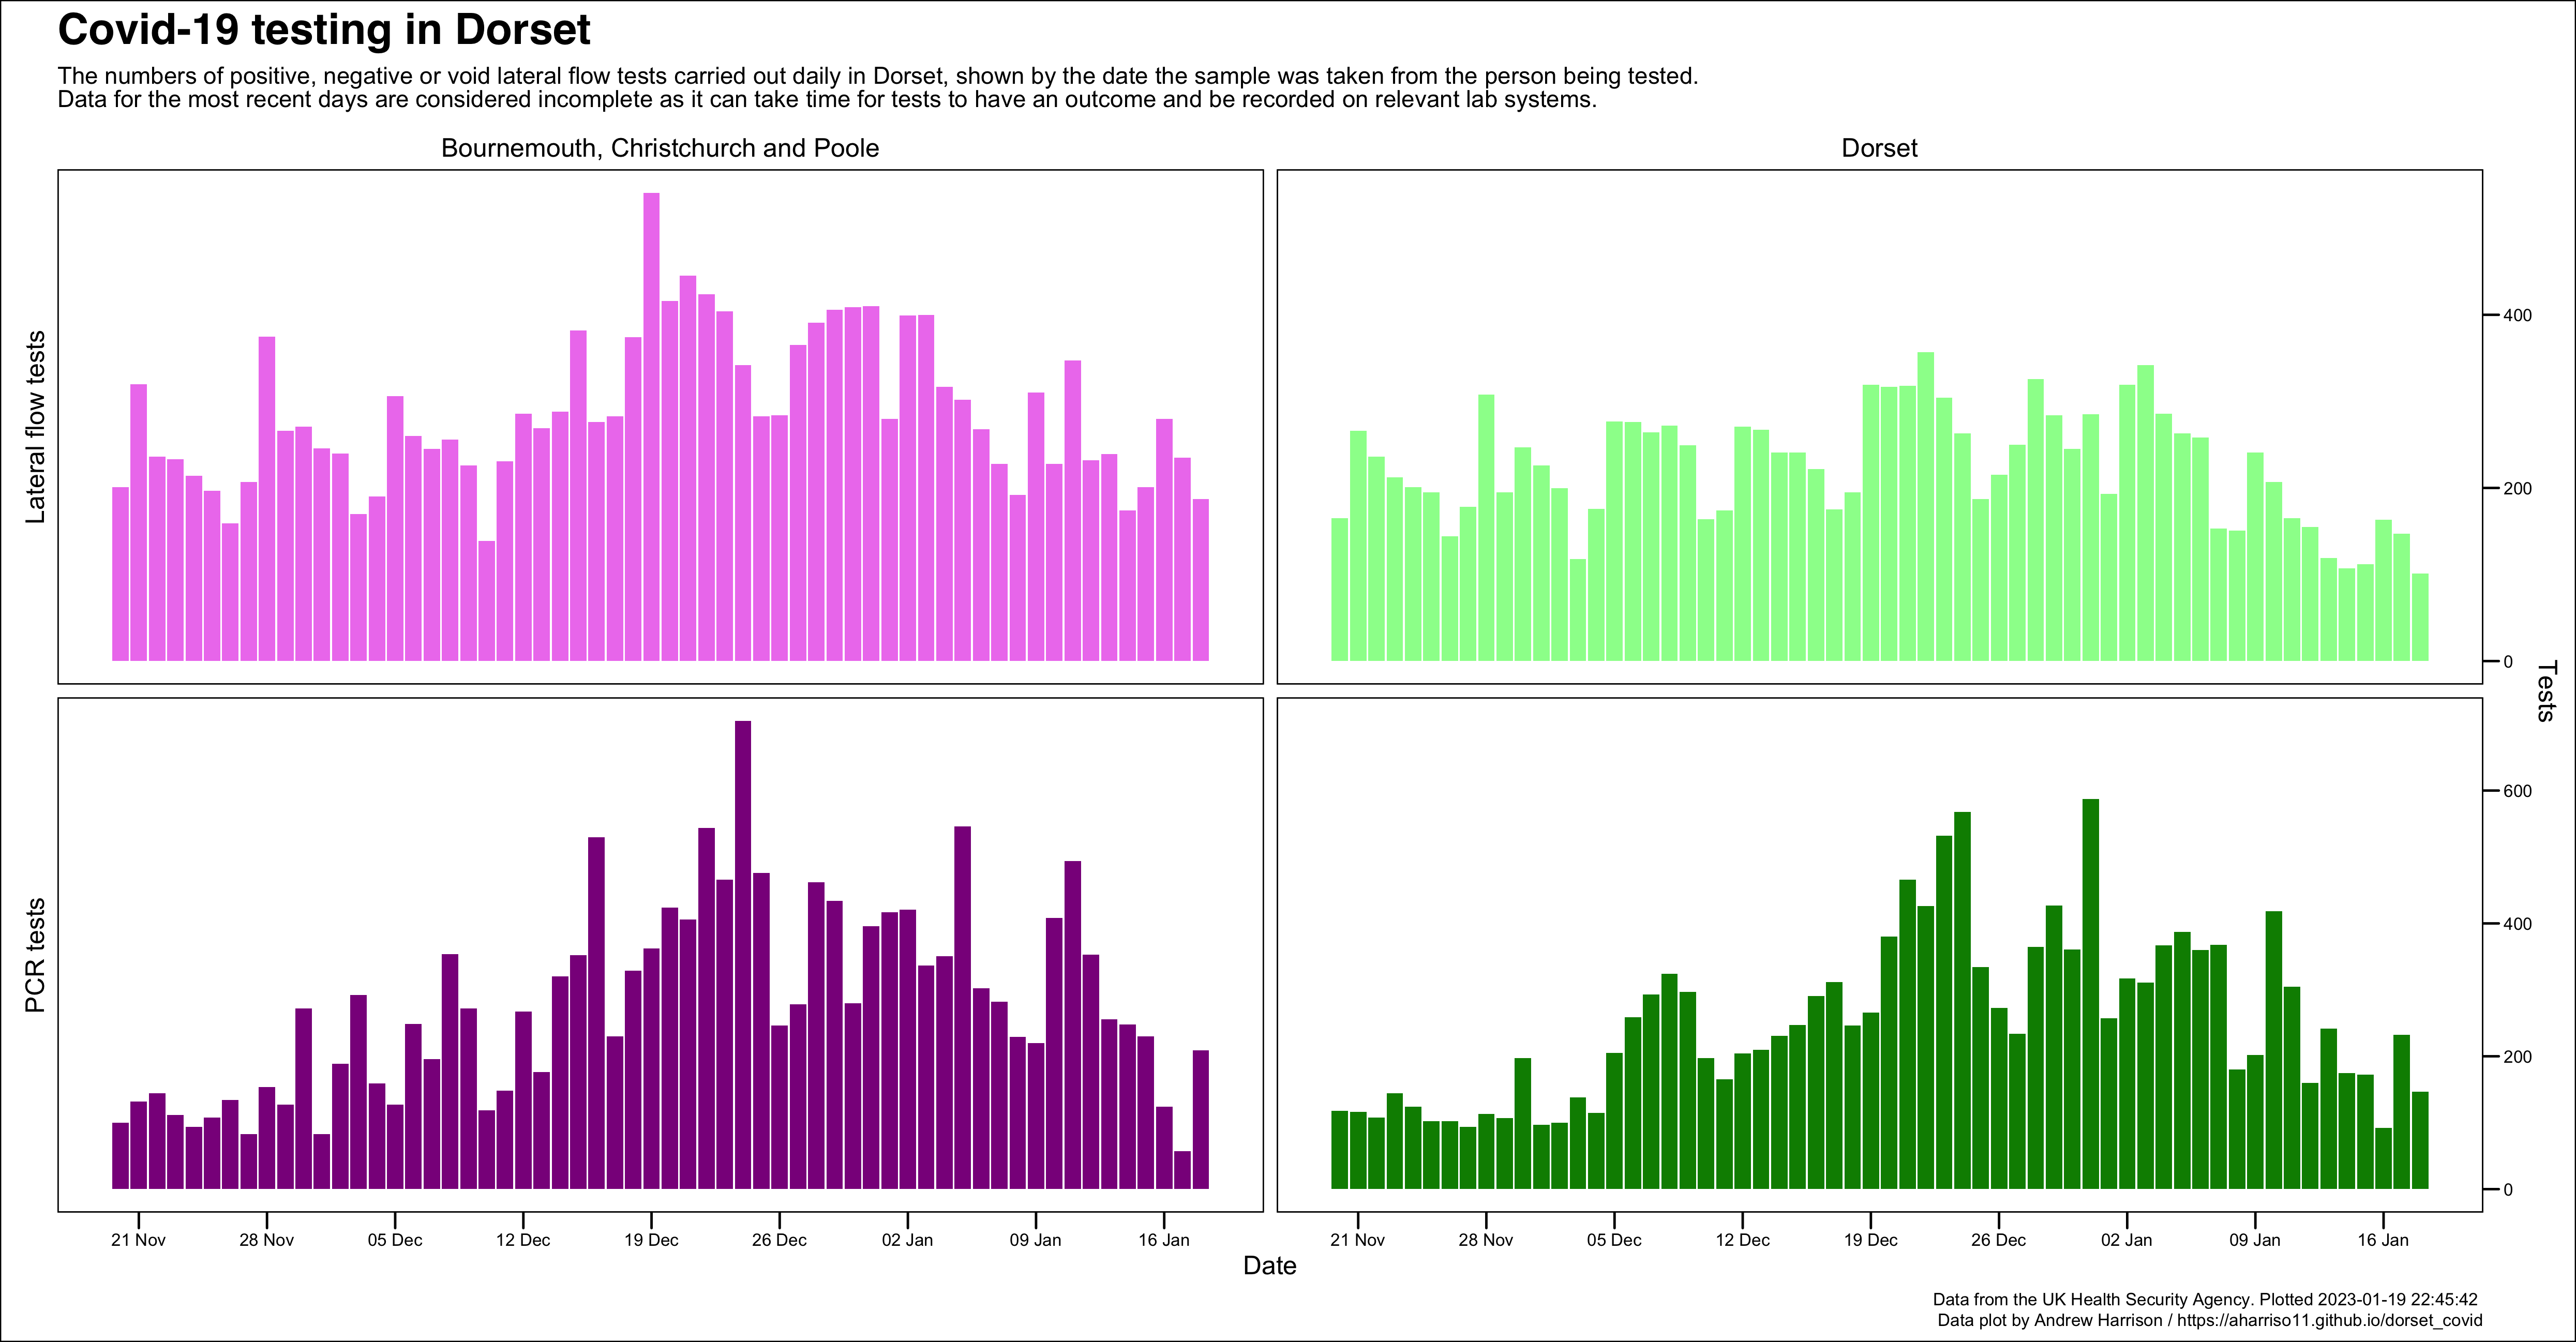 Covid-19 testing in Dorset
The numbers of positive, negative or void lateral flow tests carried out daily in Dorset, shown by the date the sample was taken from the person being tested.
Data for the most recent days are considered incomplete as it can take time for tests to have an outcome and be recorded on relevant lab systems.
Bournemouth, Christchurch and Poole
Dorset
Lateral flow tests
400
200
0
Tests
PCR tests
600
400
200
0
21 Nov 28 Nov 05 Dec 12 Dec 19 Dec 26 Dec 02 Jan 09 Jan 16 Jan
21 Nov 28 Nov 05 Dec 12 Dec 19 Dec 26 Dec 02 Jan 09 Jan 16 Jan
Date
Data from the UK Health Security Agency. Plotted 2023-01-19 22:45:42
Data plot by Andrew Harrison / https://aharriso11.github.io/dorset_covid